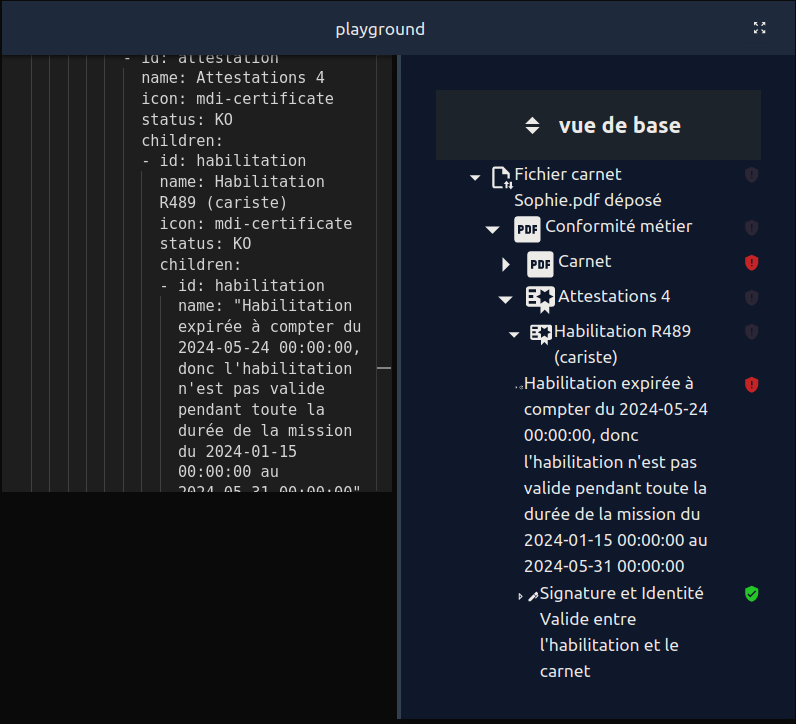 playground
- id: attestation
name: Attestations 4
icon: mdi-certificate
status: KO
children:
- id: habilitation
name: Habilitation
R489 (cariste)
icon: mdi-certificate
status: KO
children:
- id: habilitation
name: "Habilitation
expirée à compter du
2024-05-24 00:00:00,
donc l'habilitation
n'est pas valide
pendant toute la
durée de la mission
du 2024-01-15
00:00:00 au
2024-05-31 00:00:00"
vue de base
Fichier carnet
Sophie.pdf déposé
PDF Conformité métier
PDF Carnet
Attestations 4
Habilitation R489
(cariste)
Habilitation expirée à
compter du 2024-05-24
00:00:00, donc
l'habilitation n'est pas
valide pendant toute la
durée de la mission du
2024-01-15 00:00:00 au
2024-05-31 00:00:00
Signature et Identité
Valide entre
l'habilitation et le
carnet